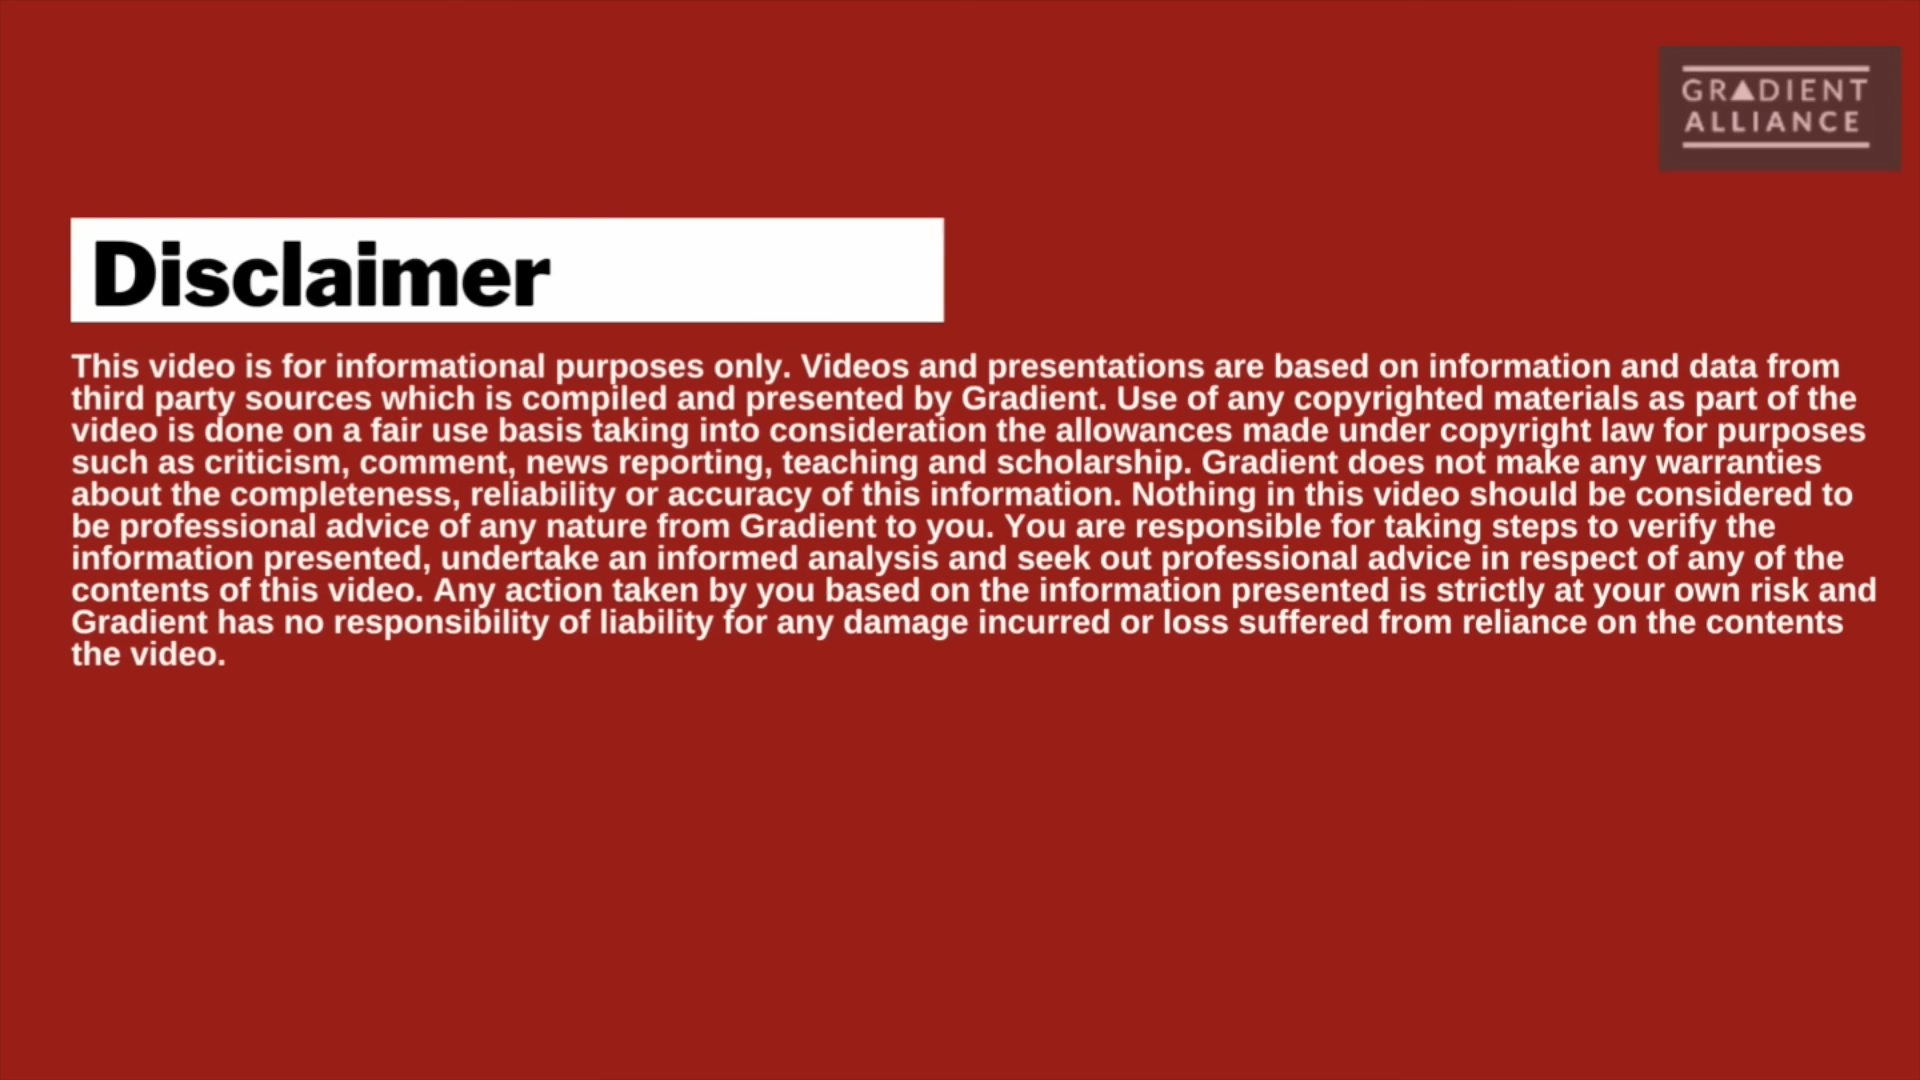 GRADIENT
ALLIANCE
Disclaimer
This video is for informational purposes only. Videos and presentations are based on information and data from
third party sources which is compiled and presented by Gradient. Use of any copyrighted materials as part of the
video is done on a fair use basis taking into consideration the allowances made under copyright law for purposes
such as criticism, comment, news reporting, teaching and scholarship. Gradient does not make any warranties
about the completeness, reliability or accuracy of this information. Nothing in this video should be considered to
be professional advice of any nature from Gradient to you. You are responsible for taking steps to verify the
information presented, undertake an informed analysis and seek out professional advice in respect of any of the
contents of this video. Any action taken by you based on the information presented is strictly at your own risk and
Gradient has no responsibility of liability for any damage incurred or loss suffered from reliance on the contents
the video.